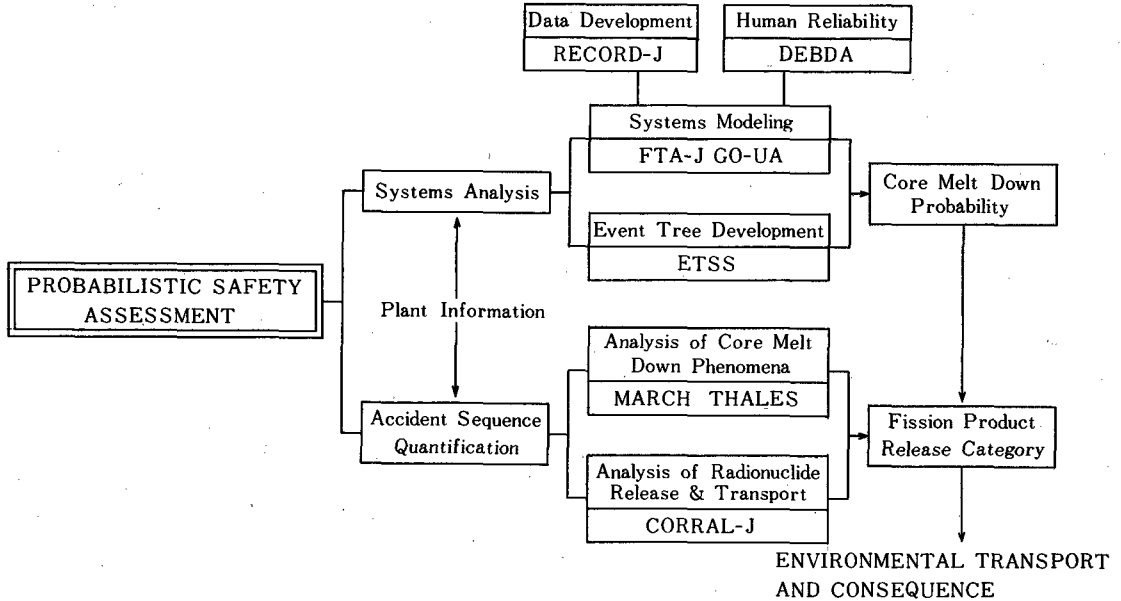 Data Development
RECORD-J
Human Reliability
DEBDA
Systems Modeling
FTA-J GO-UA
Systems Analysis
Core Melt Down
Probability
Event Tree Development
ETSS
PROBABILISTIC SAFETY
ASSESSMENT
Plant Information
Analysis of Core Melt
Down Phenomena
MARCH THALES
Accident Sequence
Quantification
Fission Product
Release Category
Analysis of Radionuclide
Release & Transport
CORRAL-J
ENVIRONMENTAL TRANSPORT
AND CONSEQUENCE